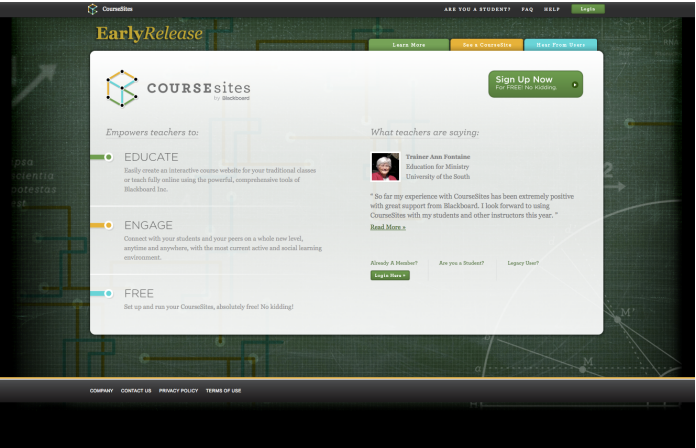 CourseSites
ARE YOU A STUDENT? FAQ HELP Login
EarlyRelease
Learn More See a CourseSite Hear From Users
COURSEsites
by Blackboard
Sign Up Now
For FREE! No Kidding.
Empowers teachers to:
EDUCATE
Easily create an interactive course website for your traditional classes
or teach fully online using the powerful, comprehensive tools of
Blackboard Inc.
ENGAGE
Connect with your students and your peers on a whole new level,
anytime and anywhere, with the most current active and social learning
environment.
FREE
Set up and run your CourseSites, absolutely free! No kidding!
What teachers are saying:
Trainer Ann Fontaine
Education for Ministry
University of the South
“ So far my experience with CourseSites has been extremely positive
with great support from Blackboard. I look forward to using
CourseSites with my students and other instructors this year. ”
Read More »
Already A Member? Are you a Student? Legacy User?
Login Here »
2
M'
M
COMPANY CONTACT US PRIVACY POLICY TERMS OF USE